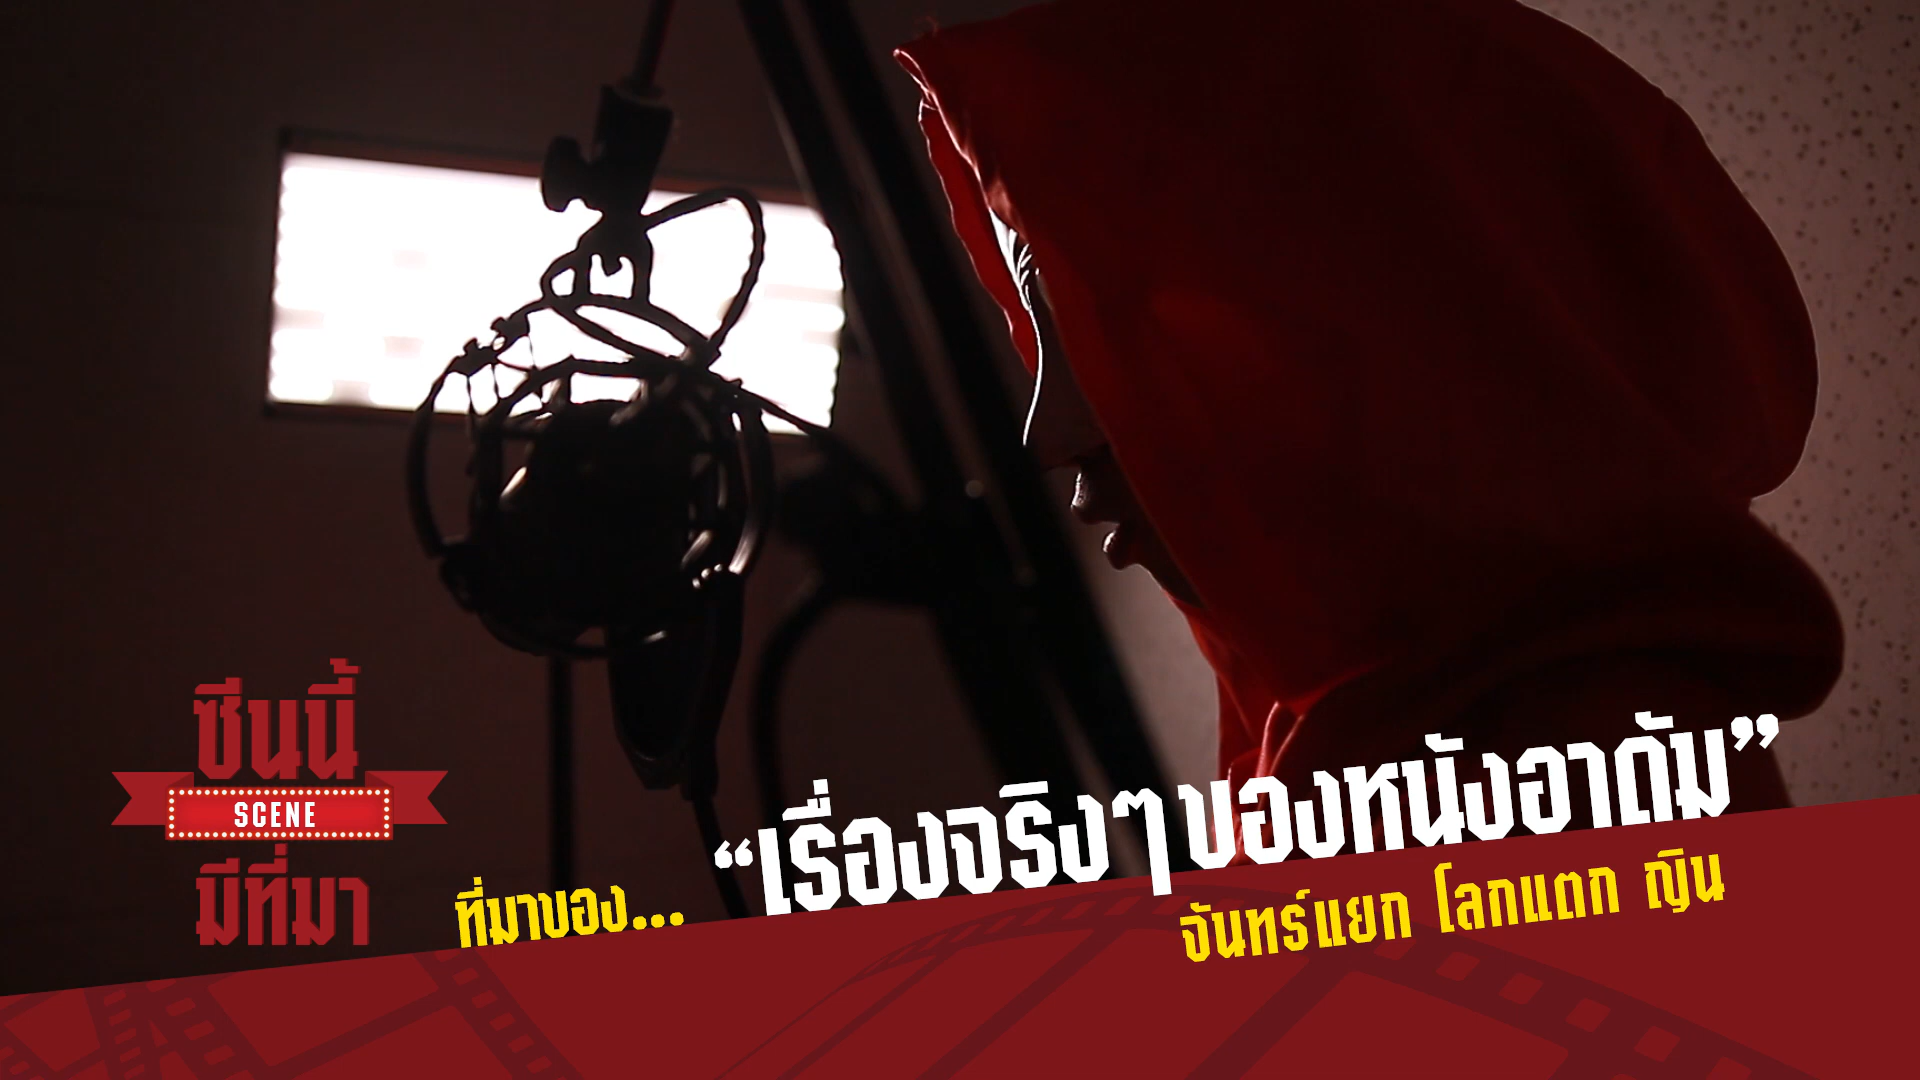 ซีนนี้
SCENE
มีที่มา
ที่มาของ...
“เรื่องจริงๆของหนังอาดัม”
จันทร์แยก โลกแตก ญิน